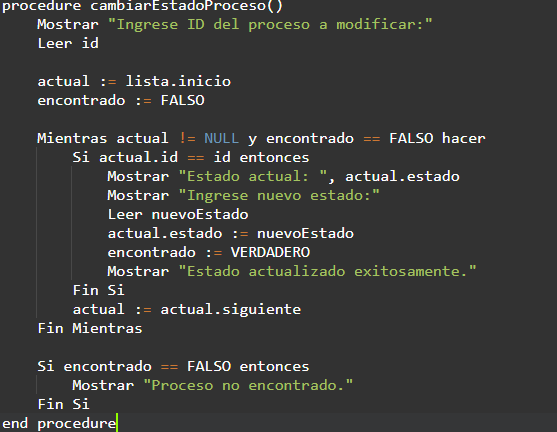 procedure cambiarEstadoProceso()
    Mostrar "Ingrese ID del proceso a modificar:"
    Leer id

    actual := lista.inicio
    encontrado := FALSO

    Mientras actual != NULL y encontrado == FALSO hacer
        Si actual.id == id entonces
            Mostrar "Estado actual: ", actual.estado
            Mostrar "Ingrese nuevo estado:"
            Leer nuevoEstado
            actual.estado := nuevoEstado
            encontrado := VERDADERO
            Mostrar "Estado actualizado exitosamente."
        Fin Si
        actual := actual.siguiente
    Fin Mientras

    Si encontrado == FALSO entonces
        Mostrar "Proceso no encontrado."
    Fin Si
end procedure